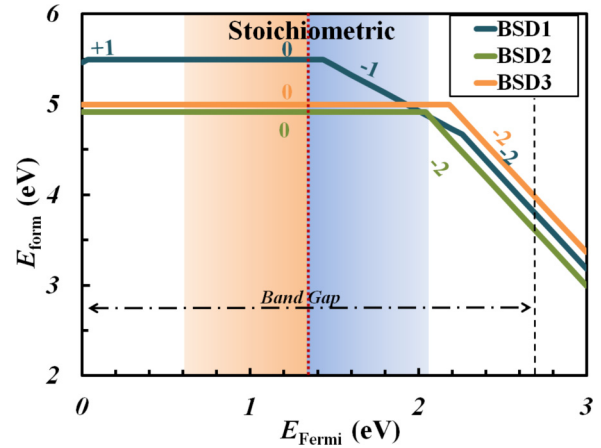 6
Stoichiometric
BSD1
BSD2
BSD3
+1
0
-1
5
0
0
-2
-2
-2
4
E_form (eV)
3
Band Gap
2
0
1
2
3
E_Fermi (eV)